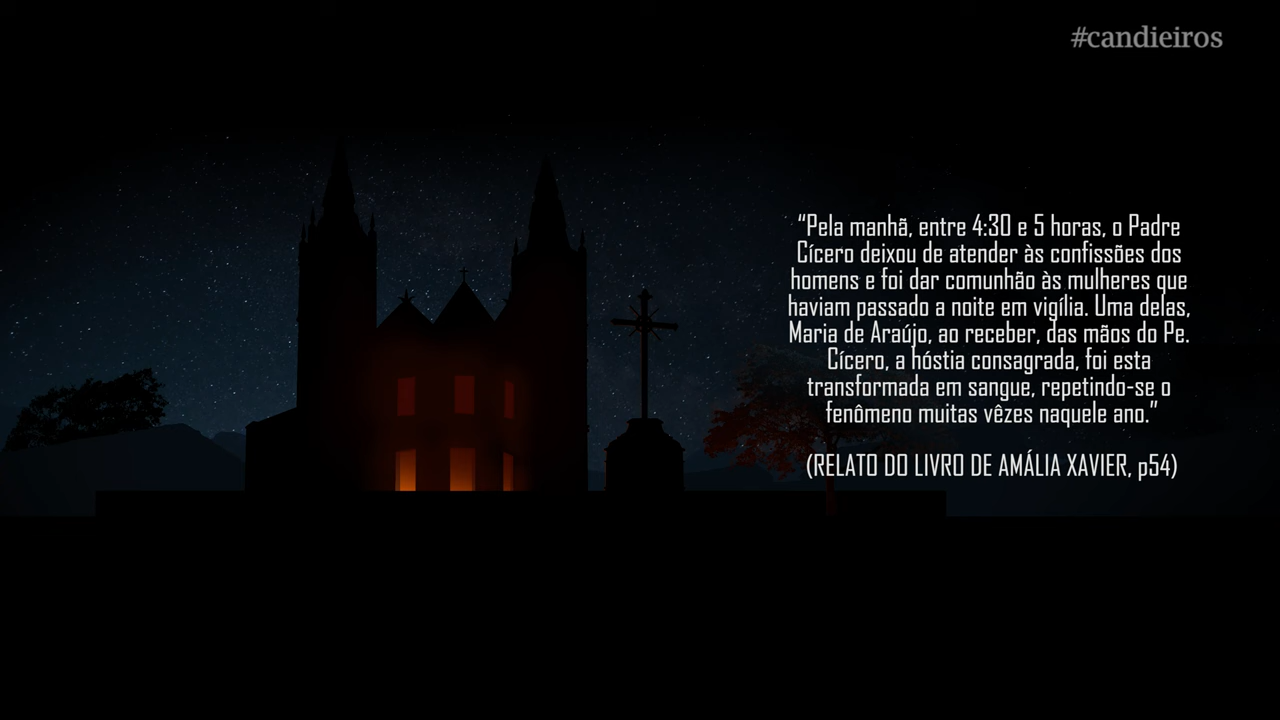 #candieiros
“Pela manhã, entre 4:30 e 5 horas, o Padre
Cícero deixou de atender às confissões dos
homens e foi dar comunhão às mulheres que
haviam passado a noite em vigília. Uma delas,
Maria de Araújo, ao receber, das mãos do Pe.
Cícero, a hóstia consagrada, foi esta
transformada em sangue, repetindo-se o
fenômeno muitas vêzes naquele ano.”
(RELATO DO LIVRO DE AMÁLIA XAVIER, p54)